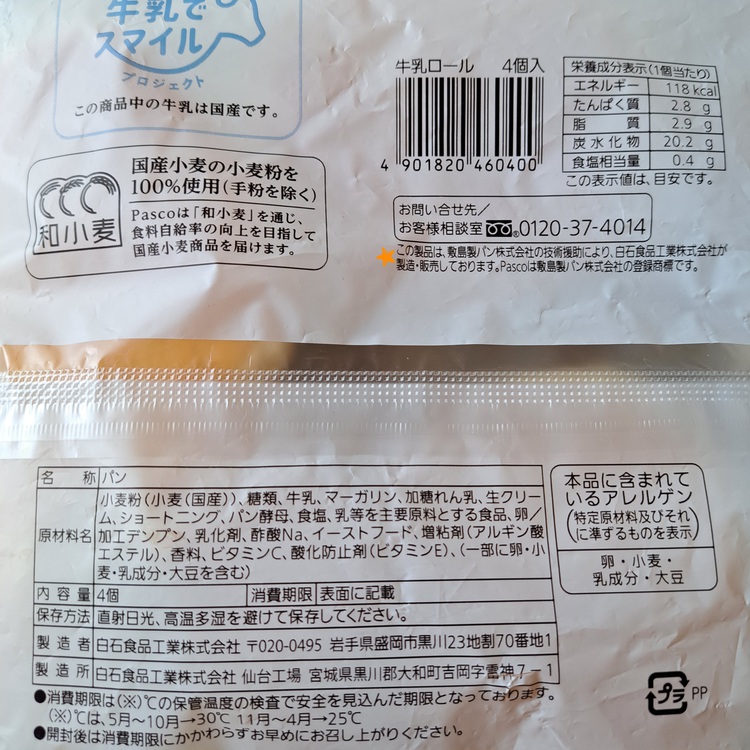 牛乳で
スマイル
プロジェクト
この商品中の牛乳は国産です。
和小麦
国産小麦の小麦粉を
100%使用(手粉を除く)
Pascoは「和小麦」を通じ、
食料自給率の向上を目指して
国産小麦商品を届けます。
牛乳ロール 4個入
4 901820 460400
栄養成分表示(1個当たり)
エネルギー 118 kcal
たんぱく質 2.8 g
脂質 2.9 g
炭水化物 20.2 g
食塩相当量 0.4 g
この表示値は、目安です。
お問い合せ先/
お客様相談室 0120-37-4014
この製品は、敷島製パン株式会社の技術援助により、白石食品工業株式会社が
製造・販売しております。Pascoは敷島製パン株式会社の登録商標です。
名称 パン
原材料名 小麦粉(小麦(国産))、糖類、牛乳、マーガリン、加糖れん乳、生クリー
ム、ショートニング、パン酵母、食塩、乳等を主要原料とする食品、卵/
加工デンプン、乳化剤、酢酸Na、イーストフード、増粘剤(アルギン酸
エステル)、香料、ビタミンC、酸化防止剤(ビタミンE)、(一部に卵・小
麦・乳成分・大豆を含む)
内容量 4個 消費期限 表面に記載
保存方法 直射日光、高温多湿を避けて保存してください。
製造者 白石食品工業株式会社 〒020-0495 岩手県盛岡市黒川23地割70番地1
製造所 白石食品工業株式会社 仙台工場 宮城県黒川郡大和町吉岡字雷神7-1
本品に含まれて
いるアレルゲン
(特定原材料及びそれ
に準ずるものを表示)
卵・小麦・
乳成分・大豆
●消費期限は(※)℃の保管温度の検査で安全を見込んだ期限となっております。
(※)℃は、5月~10月→30℃ 11月~4月→25℃
●開封後は消費期限にかかわらずお早めにお召し上がりください。
プラ PP